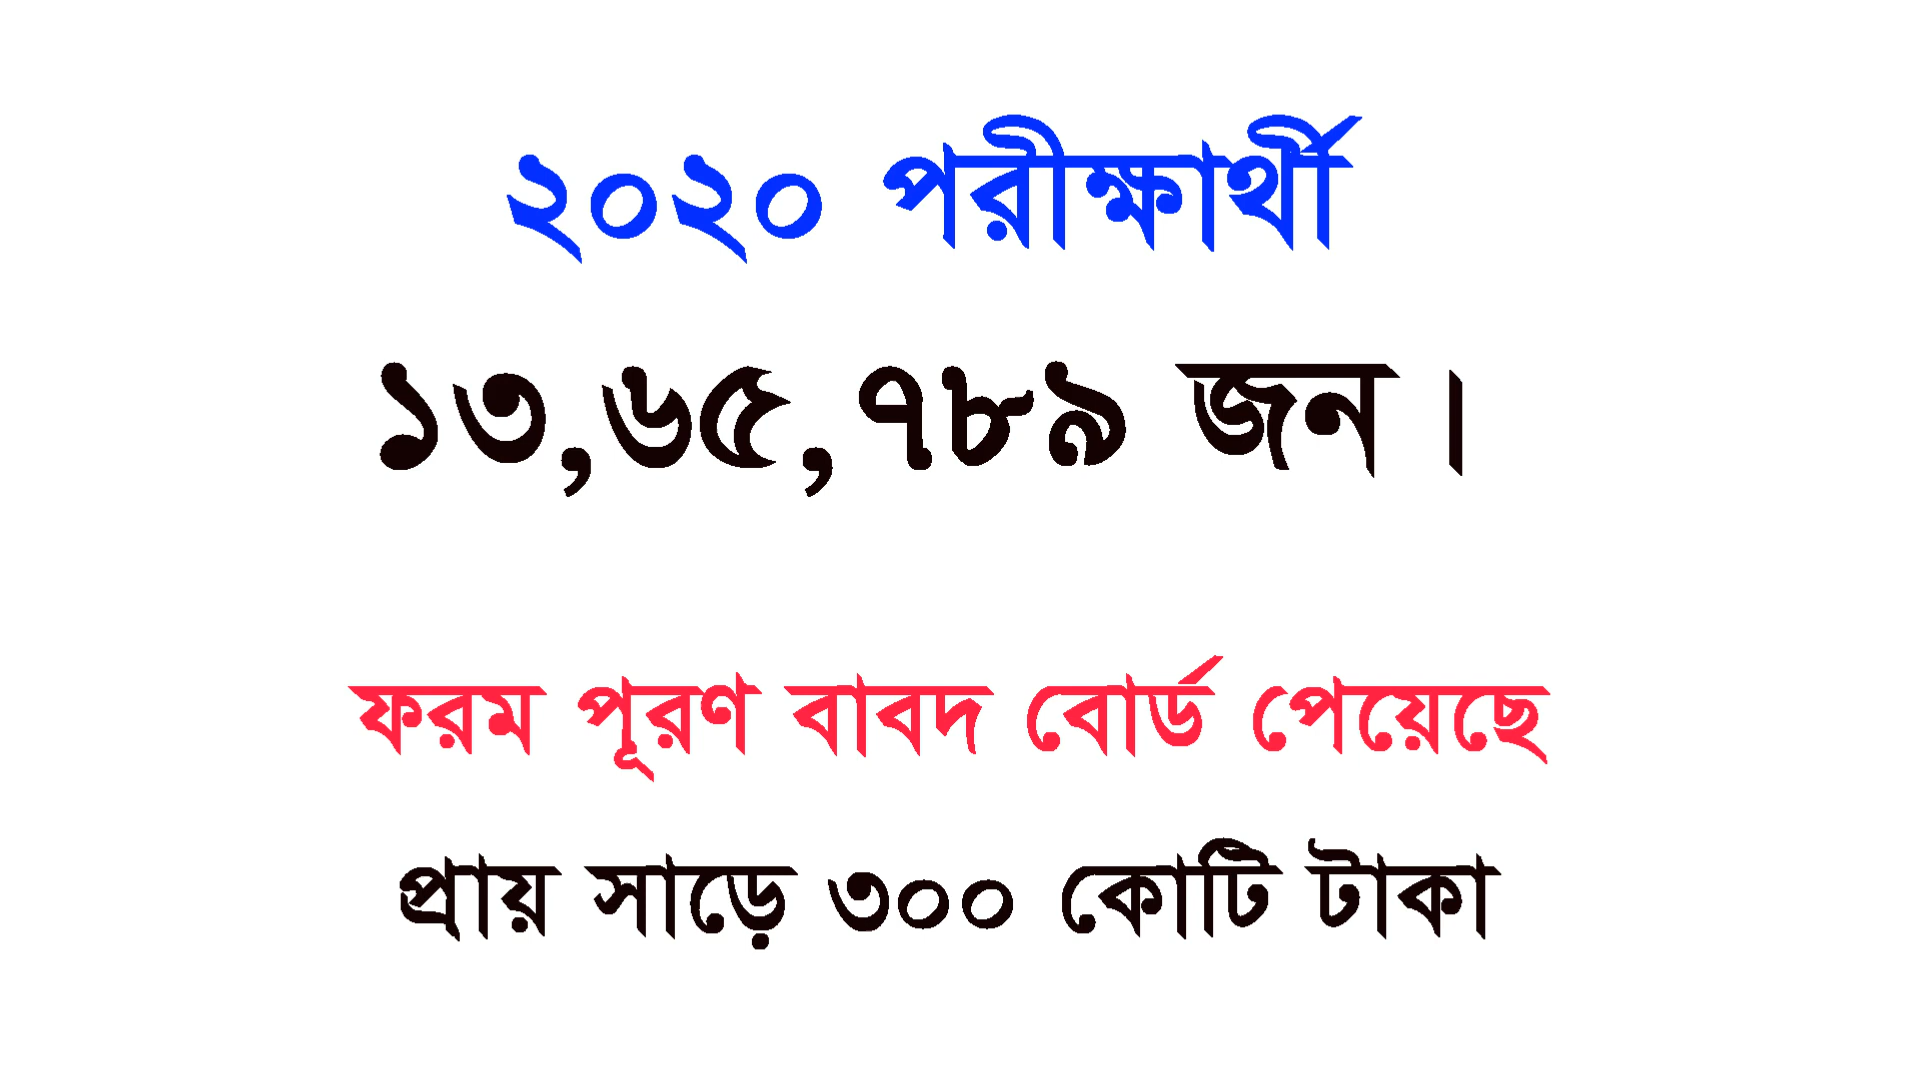 ২০২০ পরীক্ষার্থী
১৩,৬৫,৭৮৯ জন।
ফরম পূরণ বাবদ বোর্ড পেয়েছে
প্রায় সাড়ে ৩০০ কোটি টাকা